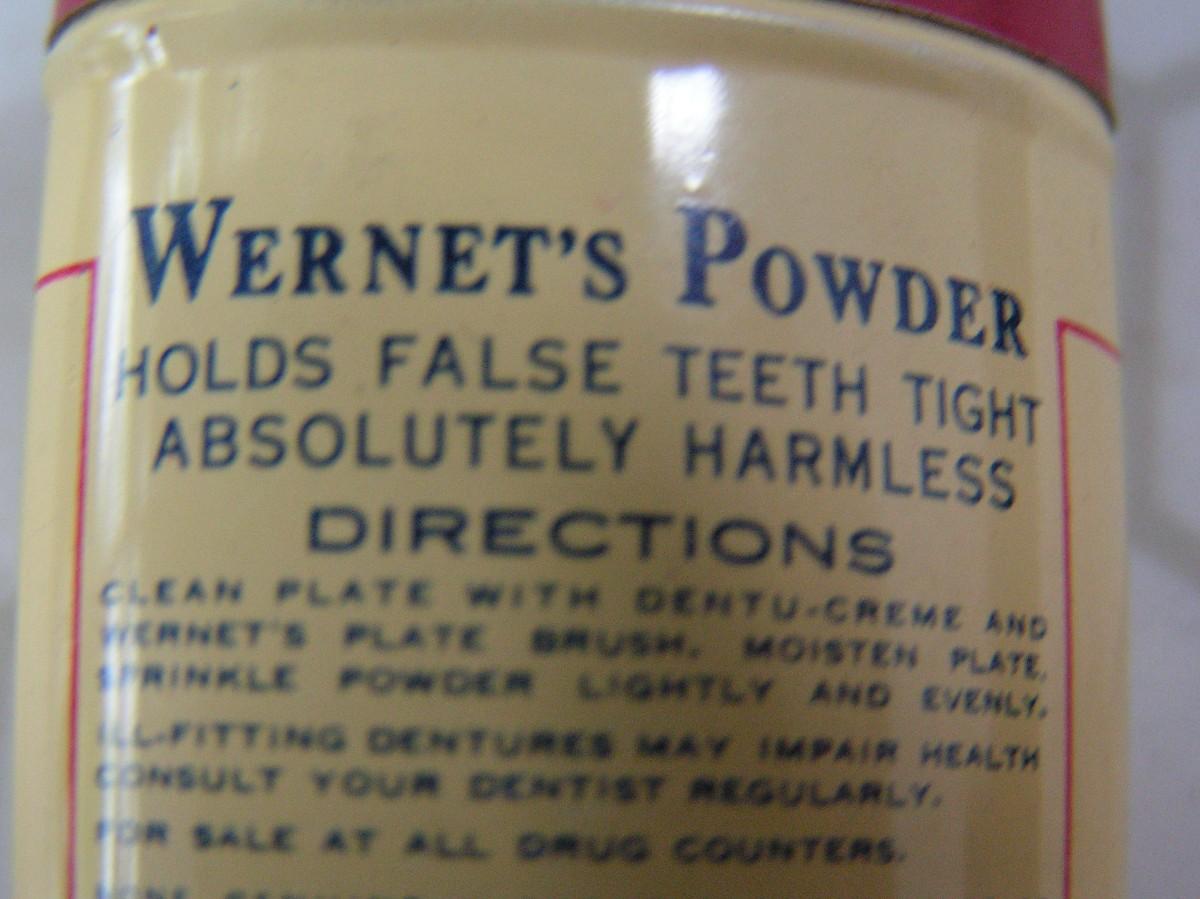 WERNET'S POWDER
HOLDS FALSE TEETH TIGHT
ABSOLUTELY HARMLESS
DIRECTIONS
CLEAN PLATE WITH DENTU-CREME AND
WERNET'S PLATE BRUSH. MOISTEN PLATE.
SPRINKLE POWDER LIGHTLY AND EVENLY.
ILL-FITTING DENTURES MAY IMPAIR HEALTH
CONSULT YOUR DENTIST REGULARLY.
FOR SALE AT ALL DRUG COUNTERS.